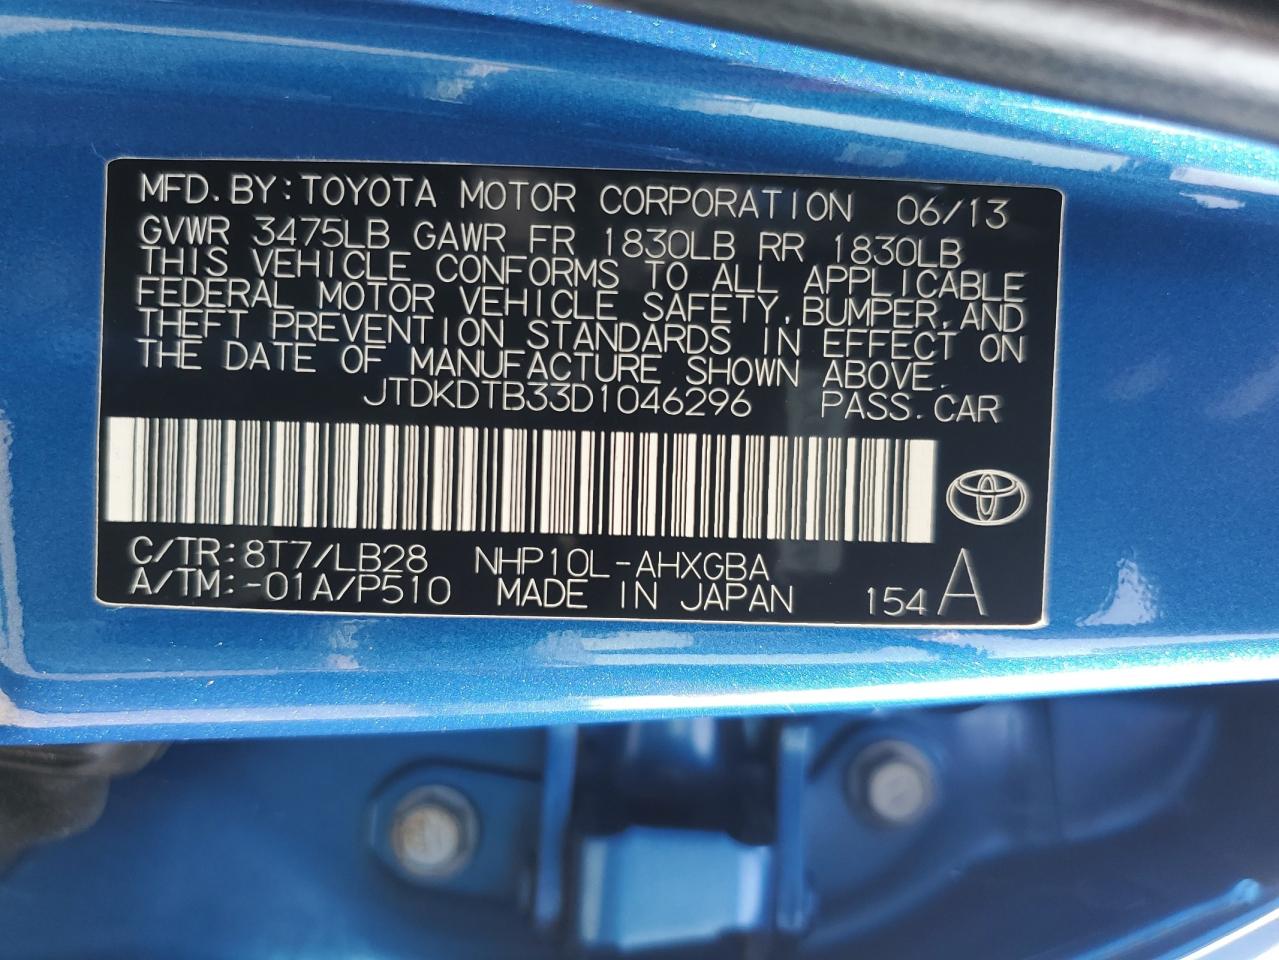 MFD. BY: TOYOTA MOTOR CORPORATION 06/13
GVWR 3475LB GAWR FR 1830LB RR 1830LB
THIS VEHICLE CONFORMS TO ALL APPLICABLE
FEDERAL MOTOR VEHICLE SAFETY, BUMPER, AND
THEFT PREVENTION STANDARDS IN EFFECT ON
THE DATE OF MANUFACTURE SHOWN ABOVE.
JTDKDTB33D1046296 PASS. CAR
C/TR: 8T7/LB28 NHP10L-AHXGBA
A/TM: -01A/P510 MADE IN JAPAN 154 A